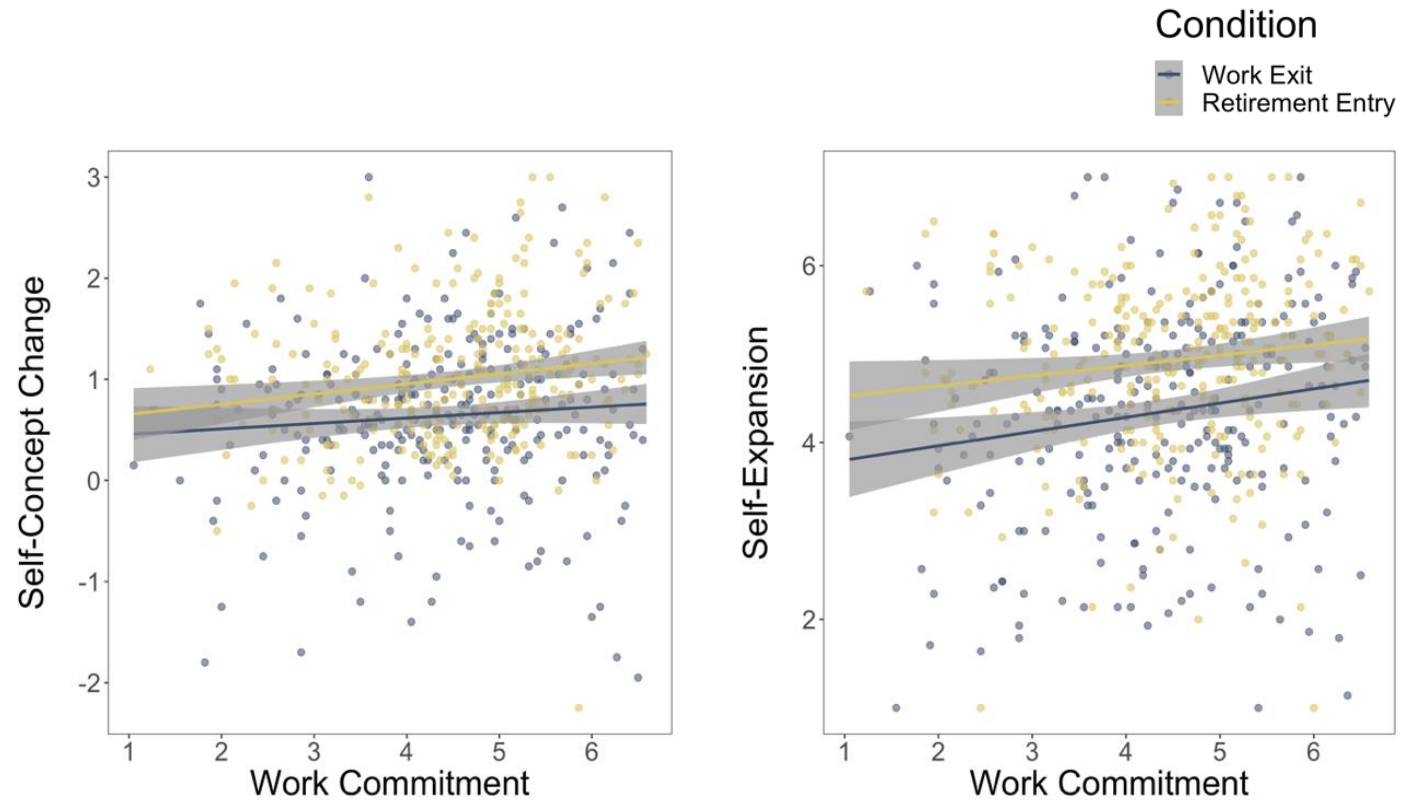 Condition
Work Exit
Retirement Entry
Self-Concept Change
3
2
1
0
-1
-2
1 2 3 4 5 6
Work Commitment
Self-Expansion
6
4
2
1 2 3 4 5 6
Work Commitment